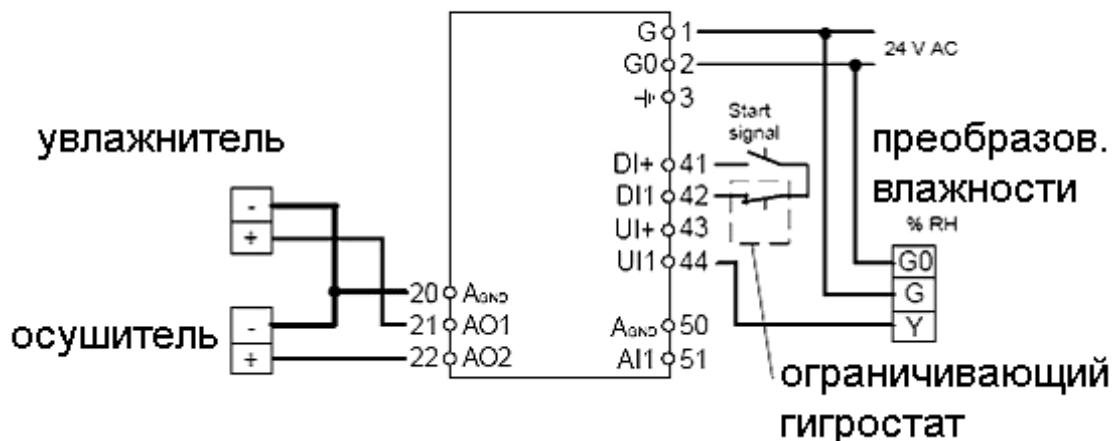 G 1
24 V AC
G0 2
3
Start
signal
увлажнитель
преобразов.
влажности
% RH
DI+ 41
DI1 42
UI+ 43
UI1 44
-
+
G0
G
Y
20 AGND
21 AO1
22 AO2
осушитель
-
+
AGND 50
AI1 51
ограничивающий
гигростат